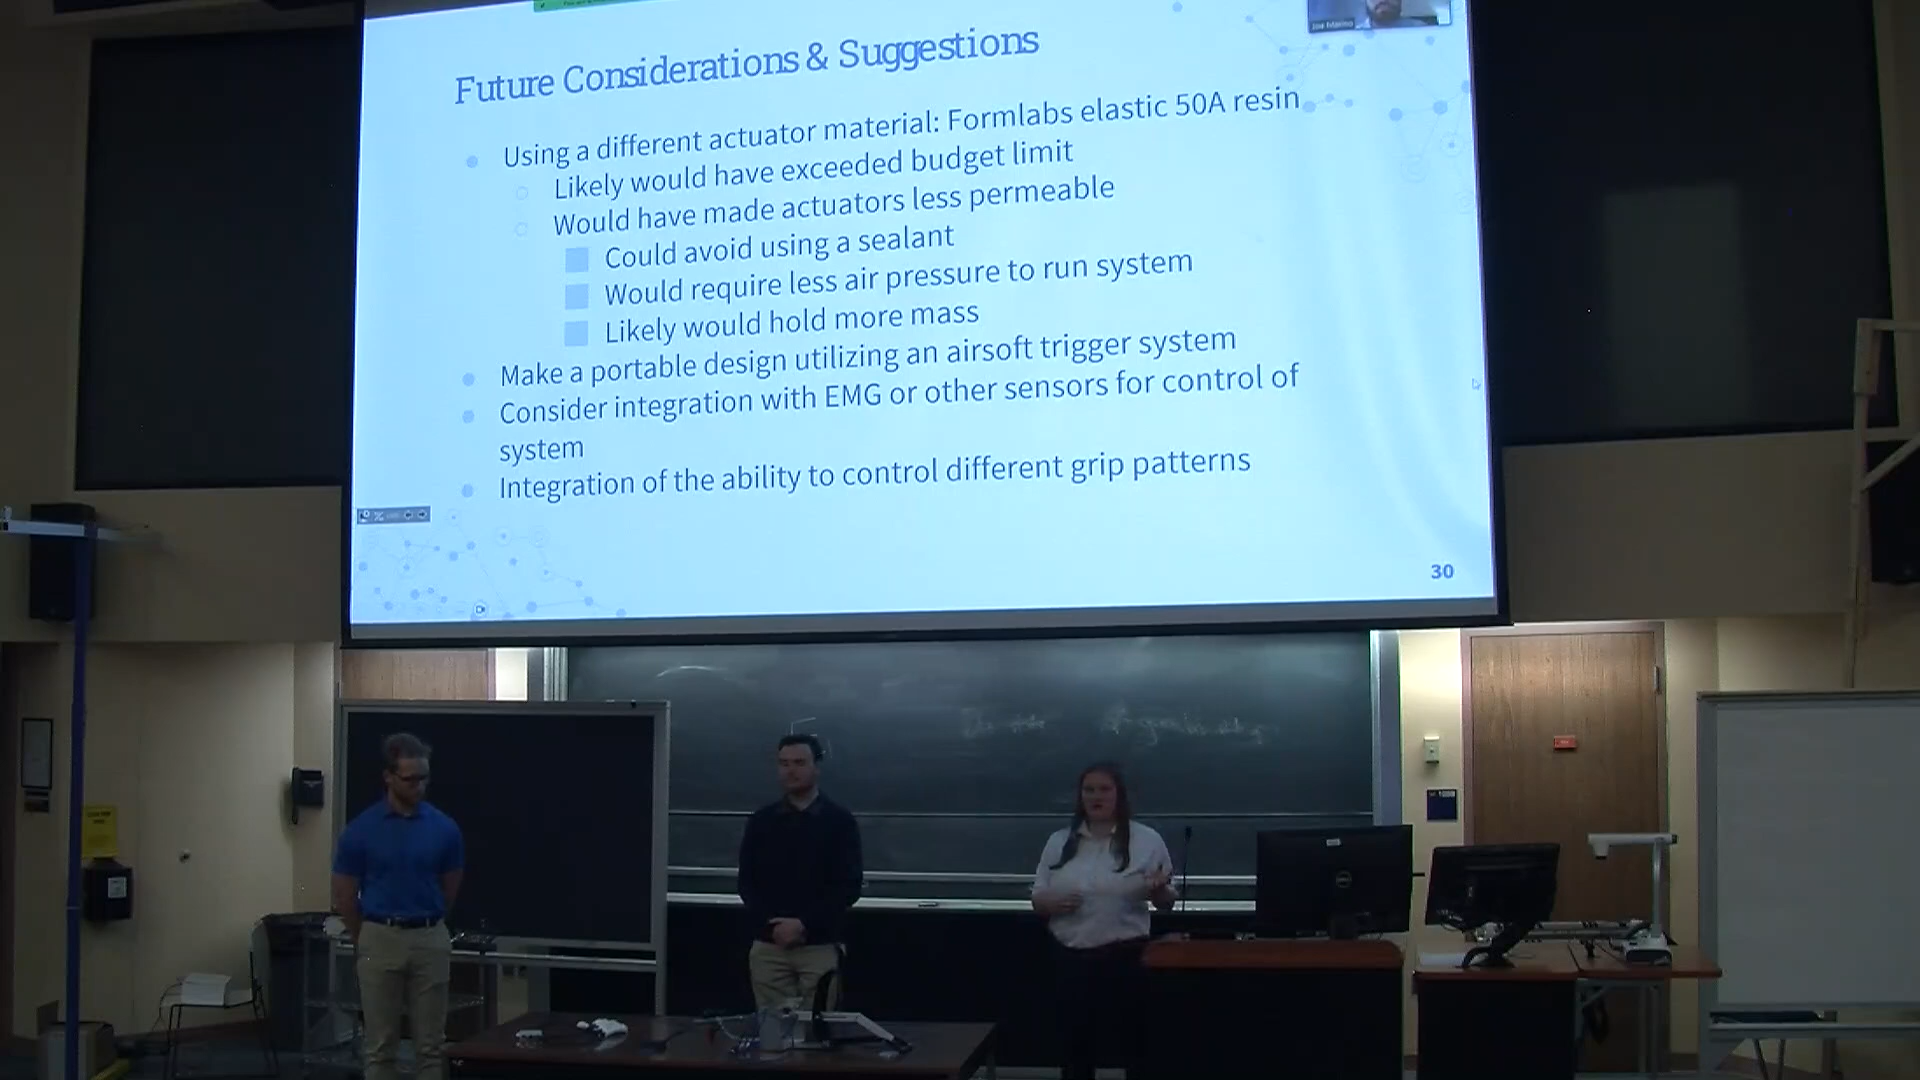 Future Considerations & Suggestions
Using a different actuator material: Formlabs elastic 50A resin
Likely would have exceeded budget limit
Would have made actuators less permeable
Could avoid using a sealant
Would require less air pressure to run system
Likely would hold more mass
Make a portable design utilizing an airsoft trigger system
Consider integration with EMG or other sensors for control of
system
Integration of the ability to control different grip patterns
30